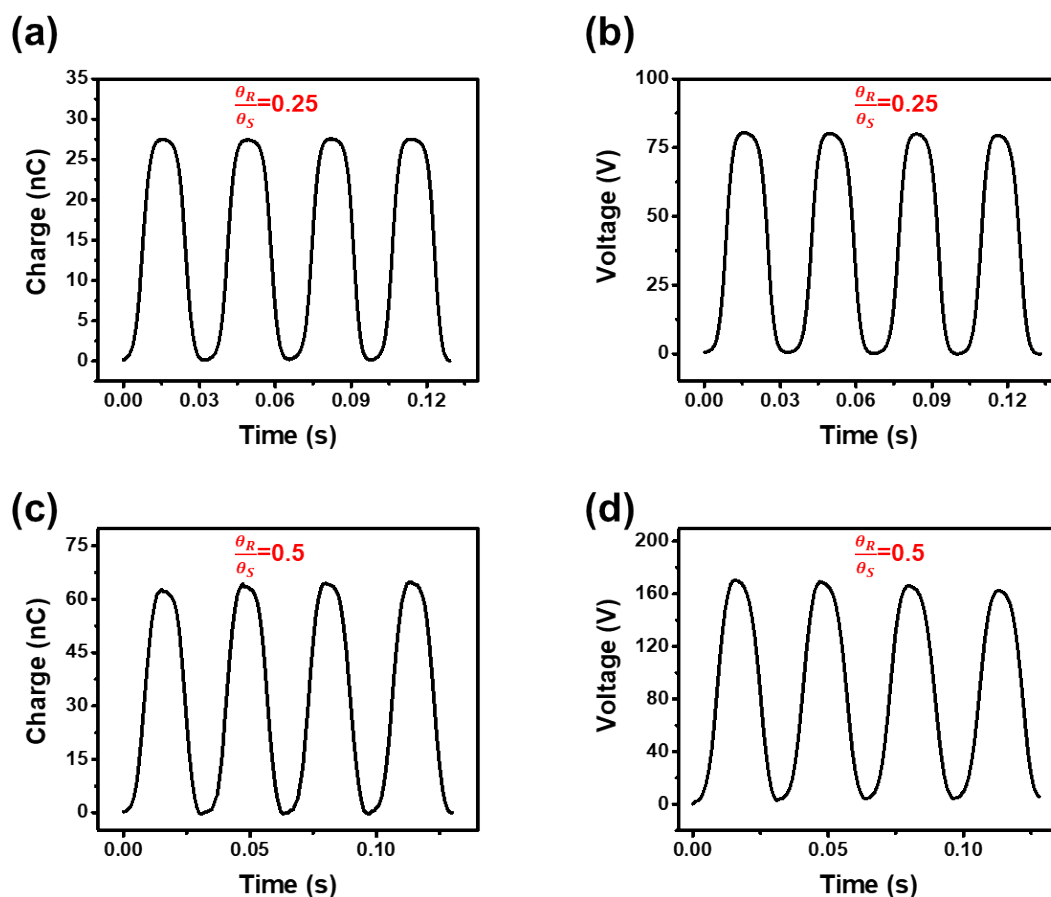 (a)
θR/θS=0.25
Charge (nC)
35
30
25
20
15
10
5
0
0.00 0.03 0.06 0.09 0.12
Time (s)
(b)
θR/θS=0.25
Voltage (V)
100
75
50
25
0
0.00 0.03 0.06 0.09 0.12
Time (s)
(c)
θR/θS=0.5
Charge (nC)
75
60
45
30
15
0
0.00 0.05 0.10
Time (s)
(d)
θR/θS=0.5
Voltage (V)
200
160
120
80
40
0
0.00 0.05 0.10
Time (s)